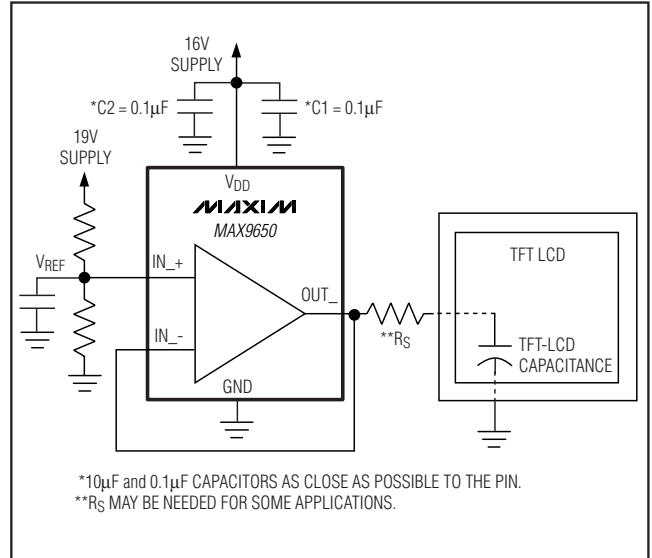 16V
SUPPLY
*C2 = 0.1μF
*C1 = 0.1μF
19V
SUPPLY
VDD
MAXIM
MAX9650
VREF
IN_+
OUT_
IN_-
GND
**RS
TFT LCD
TFT-LCD
CAPACITANCE
*10μF and 0.1μF CAPACITORS AS CLOSE AS POSSIBLE TO THE PIN.
**RS MAY BE NEEDED FOR SOME APPLICATIONS.